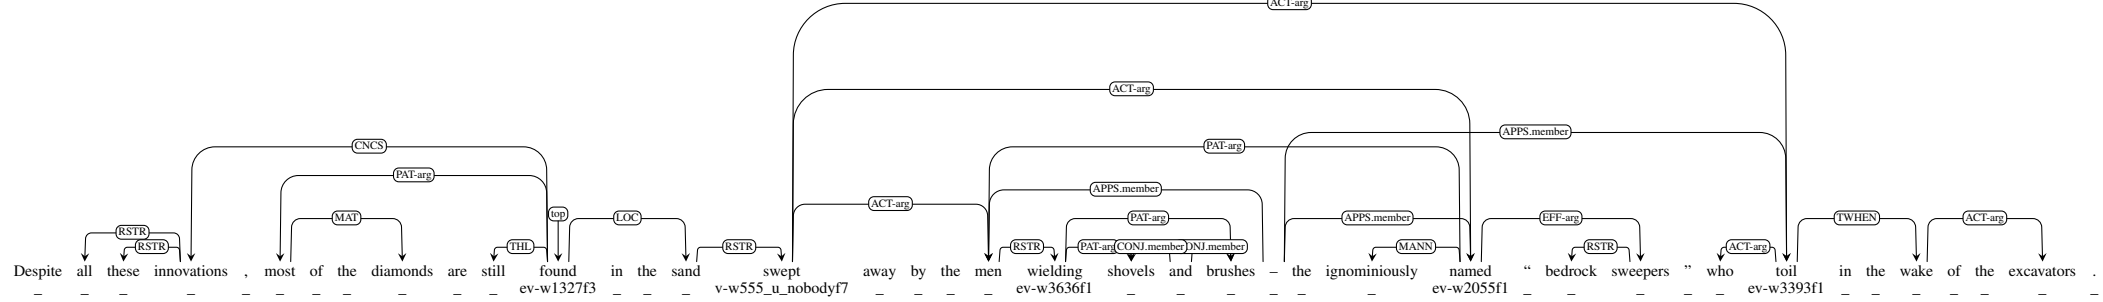 ACT-arg
ACT-arg
APPS.member
CNCS PAT-arg
PAT-arg
APPS.member
ACT-arg
top
MAT LOC PAT-arg APPS.member EFF-arg TWHEN ACT-arg
RSTR
RSTR THL RSTR RSTR PAT-arg CONJ.member ONJ.member MANN RSTR ACT-arg
Despite all these innovations , most of the diamonds are still found in the sand swept away by the men wielding shovels and brushes – the ignominiously named “ bedrock sweepers ” who toil in the wake of the excavators .
_ _ _ _ _ _ _ _ _ _ _ ev-w1327f3 _ _ _ v-w555_u_nobodyf7 _ _ _ _ ev-w3636f1 _ _ _ _ _ _ ev-w2055f1 _ _ _ _ _ ev-w3393f1 _ _ _ _ _ _ _